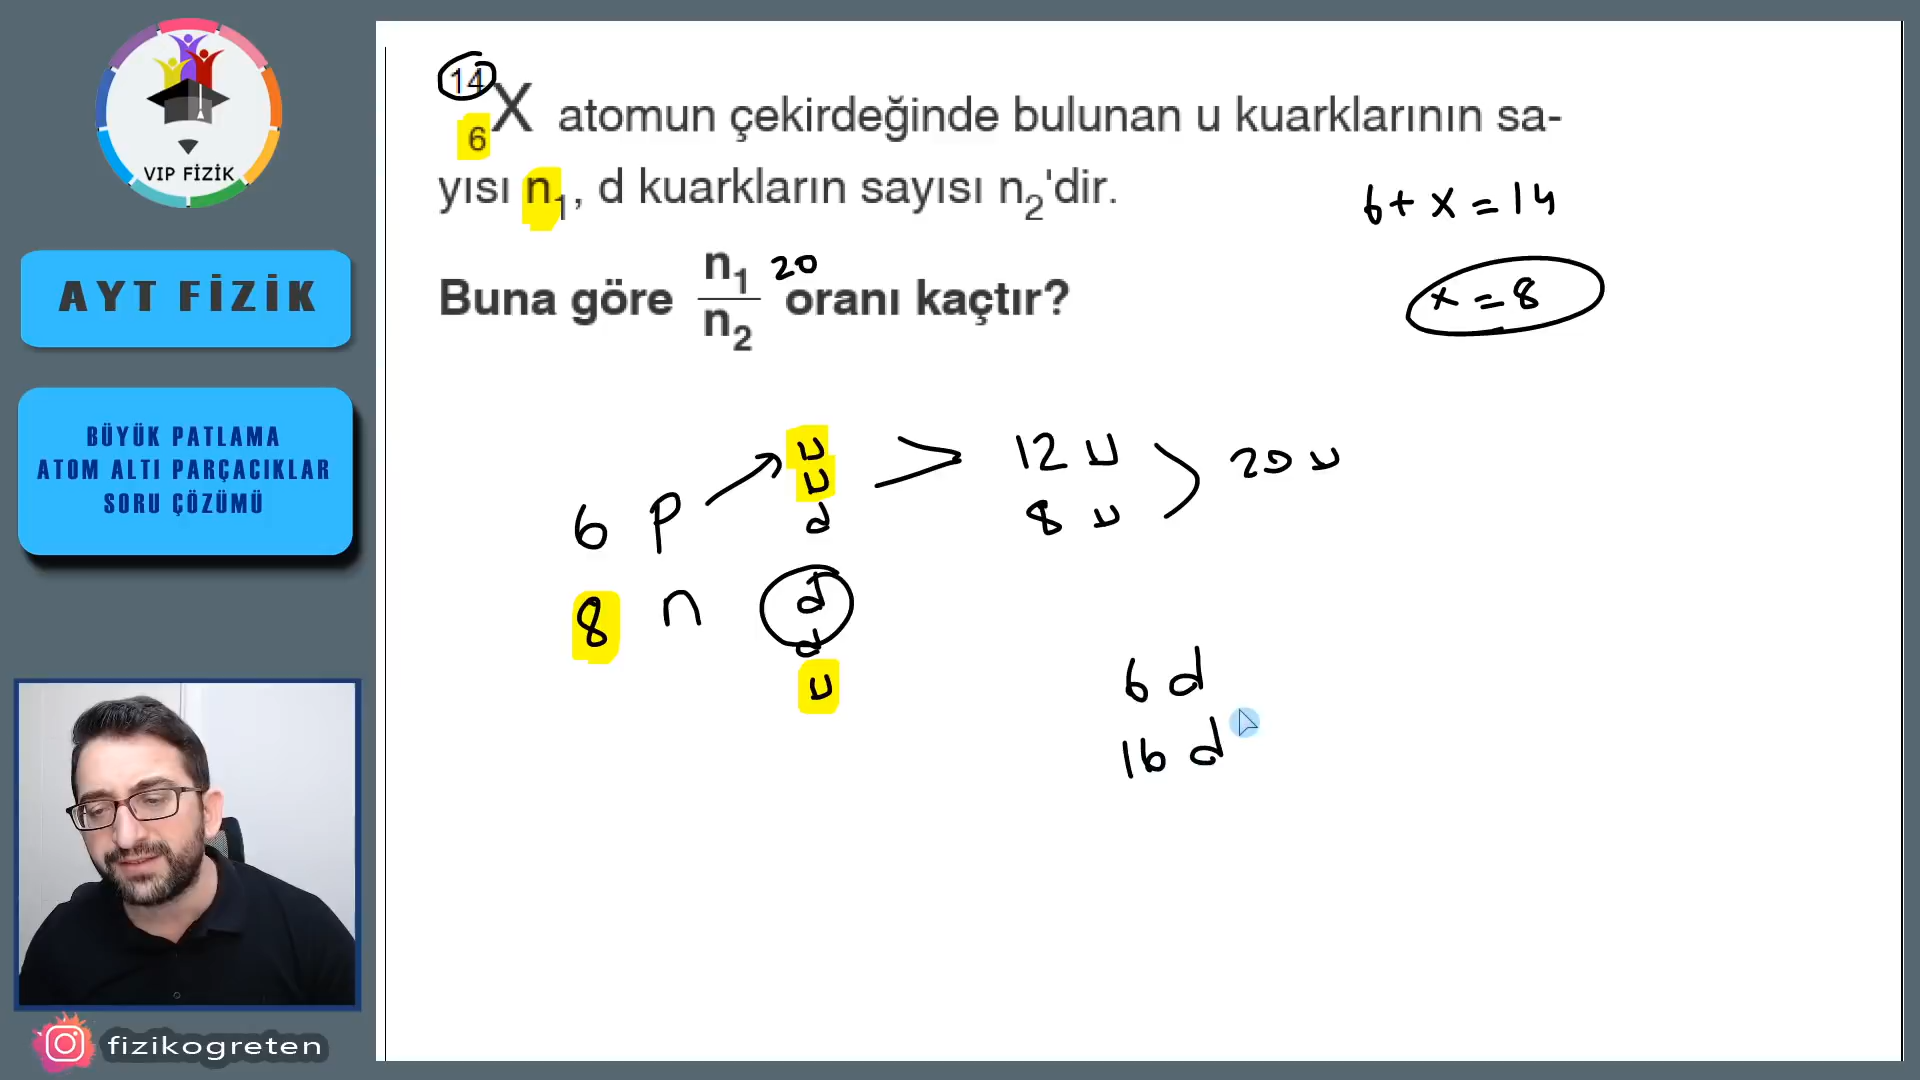 VIP FİZİK
AYT FİZİK
BÜYÜK PATLAMA
ATOM ALTI PARÇACIKLAR
SORU ÇÖZÜMÜ
fizikogreten
14
6
X atomun çekirdeğinde bulunan u kuarklarının sa-
yısı n1, d kuarkların sayısı n2'dir.
Buna göre n1/n2 oranı kaçtır?
20
6 + x = 14
x = 8
6 p
u
u
d
12 u
8 u
20 u
8 n
d
d
u
6 d
16 d